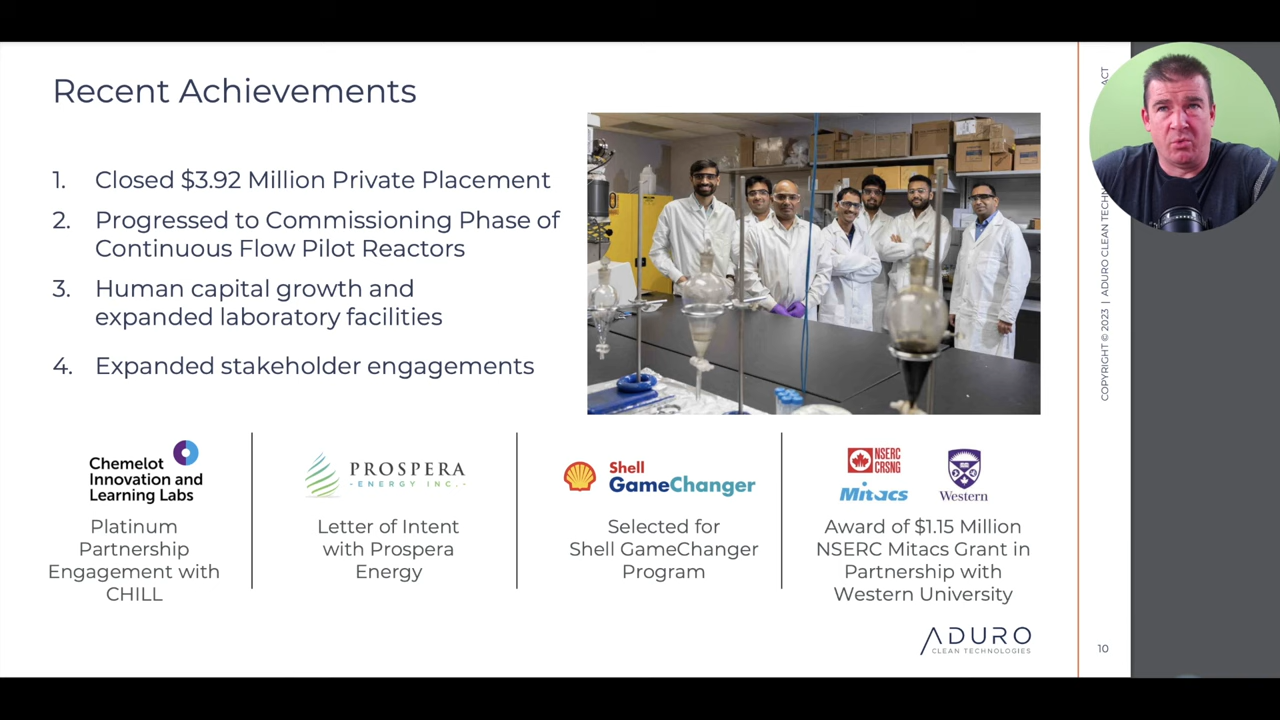 Recent Achievements
1. Closed $3.92 Million Private Placement
2. Progressed to Commissioning Phase of
Continuous Flow Pilot Reactors
3. Human capital growth and
expanded laboratory facilities
4. Expanded stakeholder engagements
Chemelot
Innovation and
Learning Labs
Platinum
Partnership
Engagement with
CHILL
PROSPERA
-ENERGY INC.-
Letter of Intent
with Prospera
Energy
Shell
GameChanger
Selected for
Shell GameChanger
Program
NSERC
CRSNG
Mitacs
Western
Award of $1.15 Million
NSERC Mitacs Grant in
Partnership with
Western University
ADURO
CLEAN TECHNOLOGIES
COPYRIGHT © 2023 | ADURO CLEAN
10